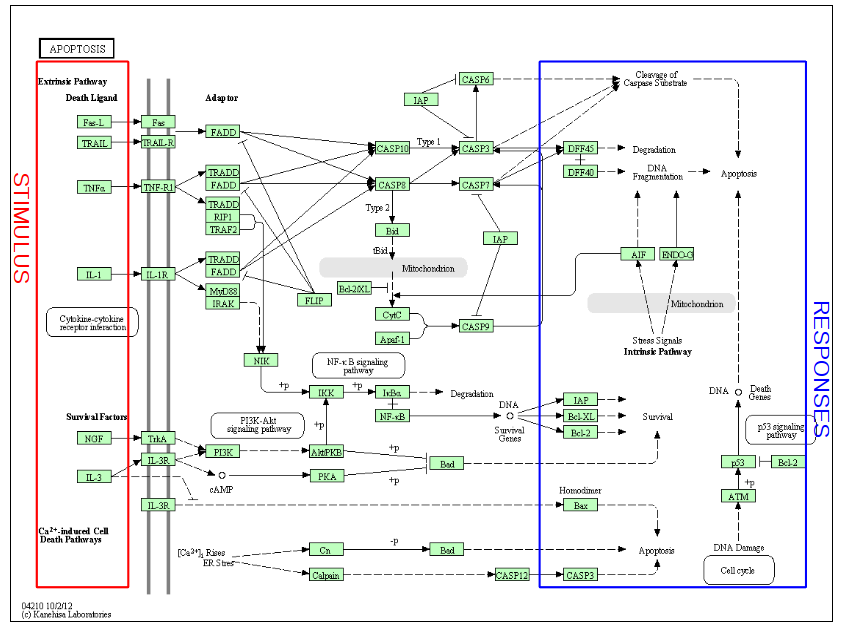 APOPTOSIS
Extrinsic Pathway
Death Ligand
Adaptor
Fas-L
Fas
FADD
TRAIL
TRAIL-R
TNFα
TNF-R1
TRADD
FADD
TRADD
RIP1
TRAF2
IL-1
IL-1R
TRADD
FADD
MyD88
IRAK
FLIP
NIK
STIMULUS
Cytokine-cytokine
receptor interaction
CASP6
IAP
CASP10
Type 1
CASP3
CASP8
CASP7
Type 2
Bid
tBid
IAP
Mitochondrion
Bcl-2/XL
CytC
Apaf-1
CASP9
Cleavage of
Caspase Substrate
DFF45
Degradation
DFF40
DNA
Fragmentation
Apoptosis
AIF
ENDO-G
Mitochondrion
Stress Signals
Intrinsic Pathway
RESPONSES
NF-κB signaling
pathway
+p
IKK
+p
IκBα
Degradation
NF-κB
DNA
Survival
Genes
IAP
Bcl-XL
Bcl-2
Survival
DNA
Death
Genes
p53 signaling
pathway
p53
Bcl-2
+p
ATM
DNA Damage
Cell cycle
Survival Factors
PI3K-Akt
signaling pathway
NGF
TrkA
PI3K
+p
Akt/PKB
+p
IL-3
IL-3R
cAMP
PKA
+p
Bad
IL-3R
Homodimer
Bax
Ca2+-induced Cell
Death Pathways
[Ca2+]i Rises
ER Stres
Cn
-p
Bad
Apoptosis
Calpain
CASP12
CASP3
04210 10/2/12
(c) Kanehisa Laboratories